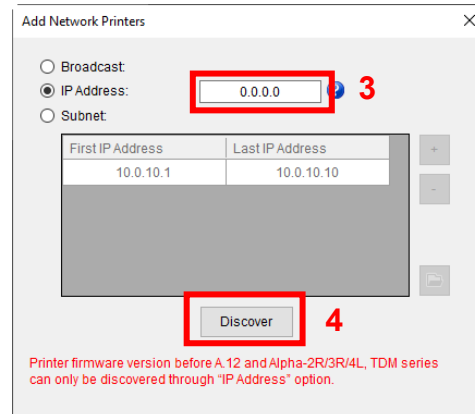 Add Network Printers
Broadcast:
IP Address:
0.0.0.0
?
3
Subnet:
First IP Address
Last IP Address
10.0.10.1
10.0.10.10
+
-
Discover
4
Printer firmware version before A.12 and Alpha-2R/3R/4L, TDM series
can only be discovered through "IP Address" option.